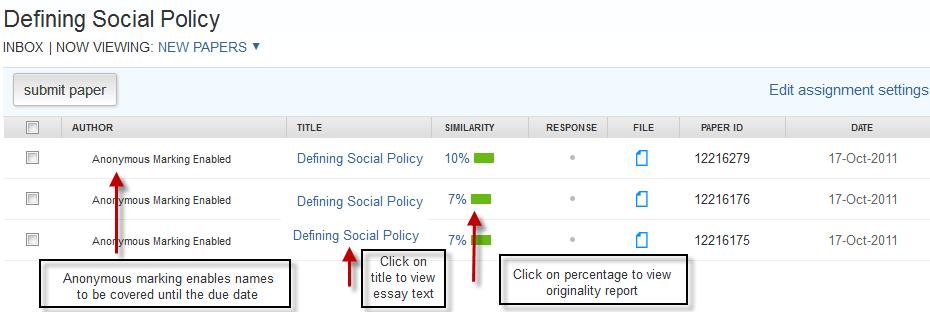 Defining Social Policy
INBOX | NOW VIEWING: NEW PAPERS ▼
submit paper
Edit assignment settings
AUTHOR TITLE SIMILARITY RESPONSE FILE PAPER ID DATE
Anonymous Marking Enabled Defining Social Policy 10% 12216279 17-Oct-2011
Anonymous Marking Enabled Defining Social Policy 7% 12216176 17-Oct-2011
Anonymous Marking Enabled Defining Social Policy 7% 12216175 17-Oct-2011
Anonymous marking enables names
to be covered until the due date
Click on
title to view
essay text
Click on percentage to view
originality report